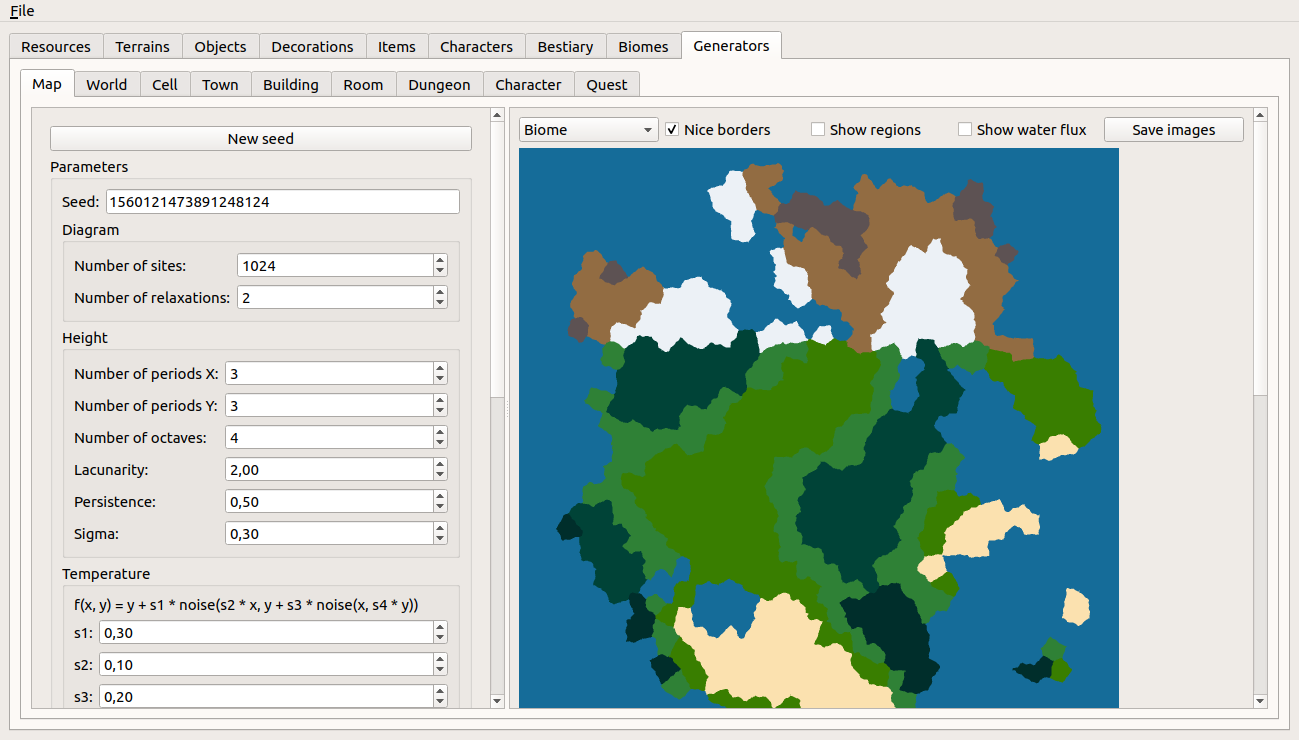 File
Resources Terrains Objects Decorations Items Characters Bestiary Biomes Generators
Map World Cell Town Building Room Dungeon Character Quest
New seed
Parameters
Seed: 1560121473891248124
Diagram
Number of sites: 1024
Number of relaxations: 2
Height
Number of periods X: 3
Number of periods Y: 3
Number of octaves: 4
Lacunarity: 2,00
Persistence: 0,50
Sigma: 0,30
Temperature
f(x, y) = y + s1 * noise(s2 * x, y + s3 * noise(x, s4 * y))
s1: 0,30
s2: 0,10
s3: 0,20
Biome Nice borders Show regions Show water flux Save images